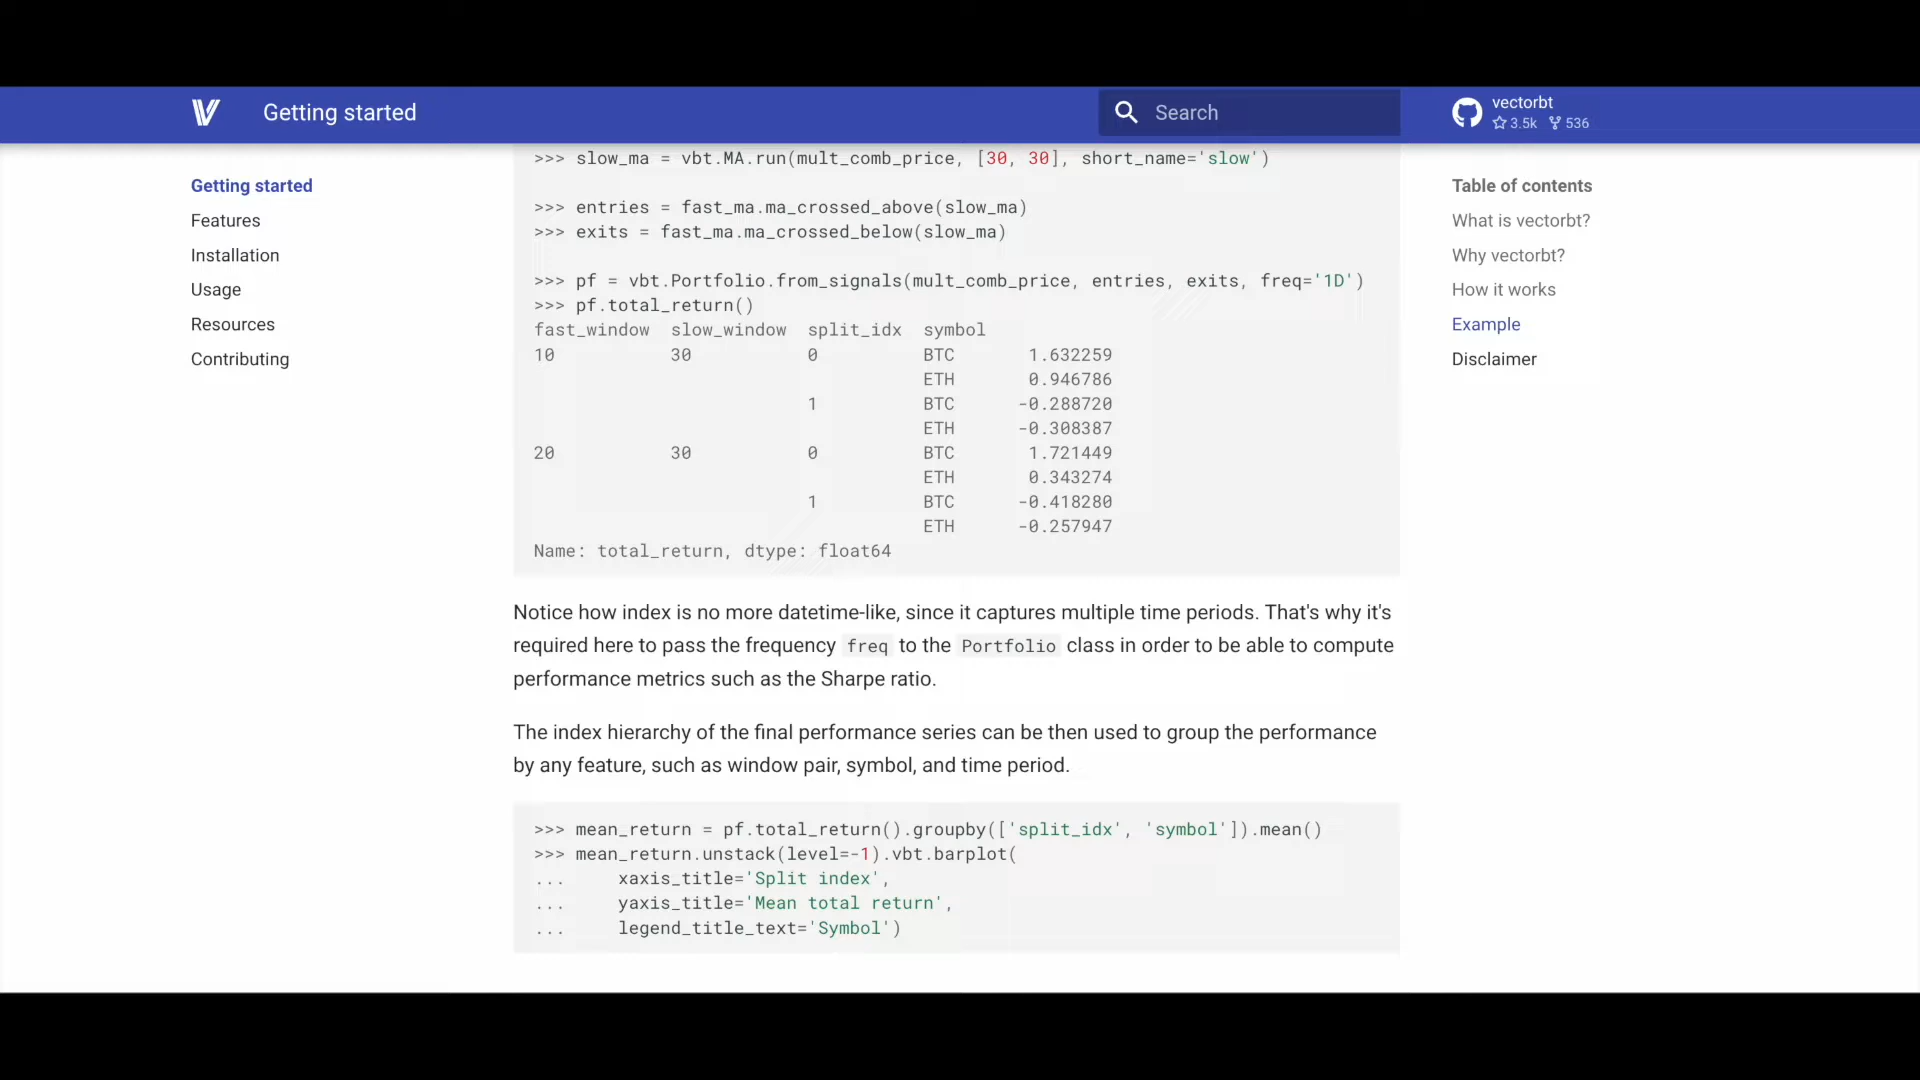 Getting started
Search
vectorbt
3.5k 536
Getting started
Features
Installation
Usage
Resources
Contributing
>>> slow_ma = vbt.MA.run(mult_comb_price, [30, 30], short_name='slow')
>>> entries = fast_ma.ma_crossed_above(slow_ma)
>>> exits = fast_ma.ma_crossed_below(slow_ma)
>>> pf = vbt.Portfolio.from_signals(mult_comb_price, entries, exits, freq='1D')
>>> pf.total_return()
fast_window slow_window split_idx symbol
10 30 0 BTC 1.632259
ETH 0.946786
1 BTC -0.288720
ETH -0.308387
20 30 0 BTC 1.721449
ETH 0.343274
1 BTC -0.418280
ETH -0.257947
Name: total_return, dtype: float64
Notice how index is no more datetime-like, since it captures multiple time periods. That's why it's
required here to pass the frequency freq to the Portfolio class in order to be able to compute
performance metrics such as the Sharpe ratio.
The index hierarchy of the final performance series can be then used to group the performance
by any feature, such as window pair, symbol, and time period.
>>> mean_return = pf.total_return().groupby(['split_idx', 'symbol']).mean()
>>> mean_return.unstack(level=-1).vbt.barplot(
... xaxis_title='Split index',
... yaxis_title='Mean total return',
... legend_title_text='Symbol')
Table of contents
What is vectorbt?
Why vectorbt?
How it works
Example
Disclaimer